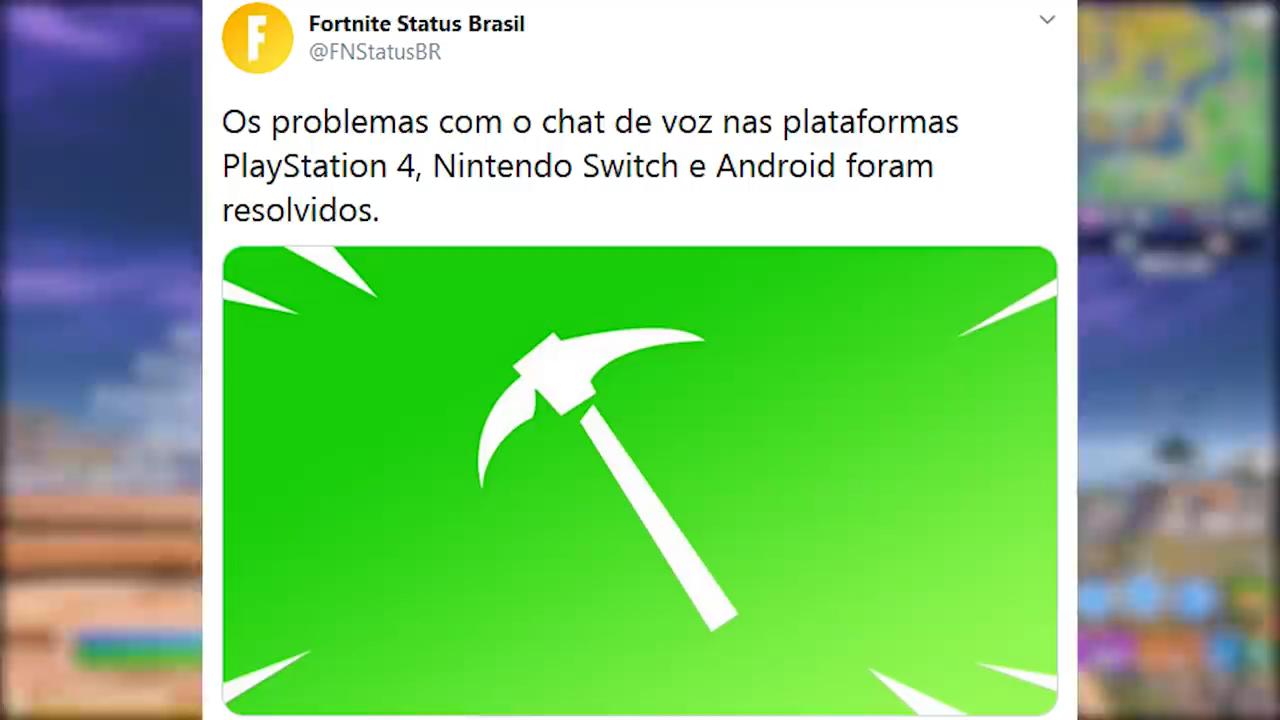 Fortnite Status Brasil
@FNStatusBR
Os problemas com o chat de voz nas plataformas
PlayStation 4, Nintendo Switch e Android foram
resolvidos.